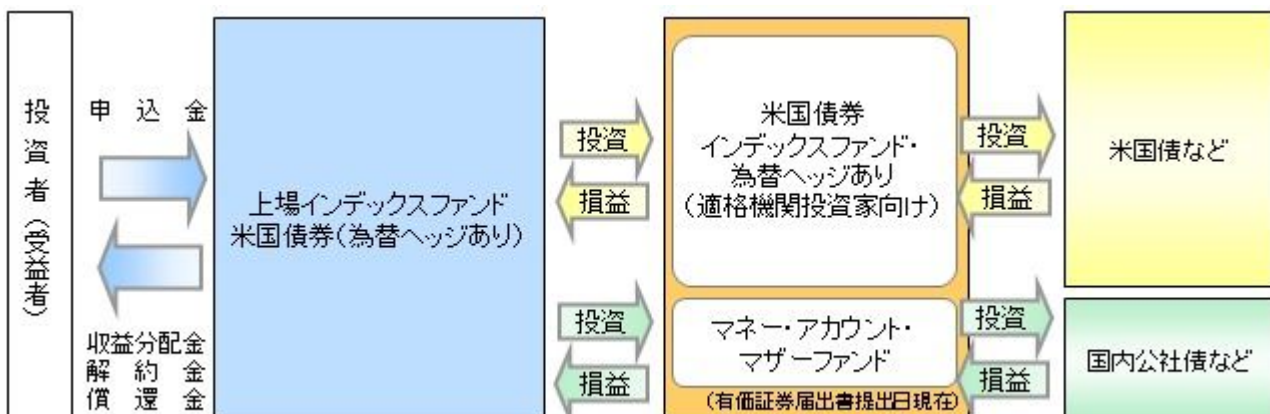 投資者(受益者)
申込金
収益分配金
解約金
償還金
上場インデックスファンド
米国債券(為替ヘッジあり)
投資
損益
投資
損益
米国債券
インデックスファンド・
為替ヘッジあり
(適格機関投資家向け)
マネー・アカウント・
マザーファンド
(有価証券届出書提出日現在)
投資
損益
投資
損益
米国債など
国内公社債など